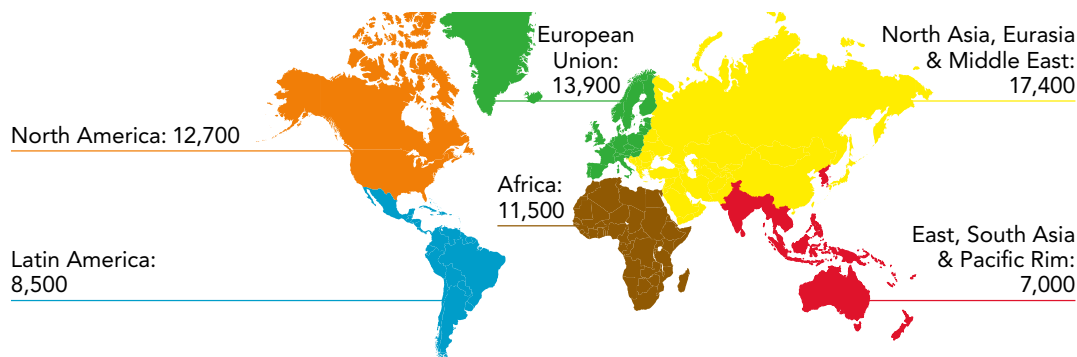 European
Union:
13,900
North Asia, Eurasia
& Middle East:
17,400
North America: 12,700
Africa:
11,500
Latin America:
8,500
East, South Asia
& Pacific Rim:
7,000